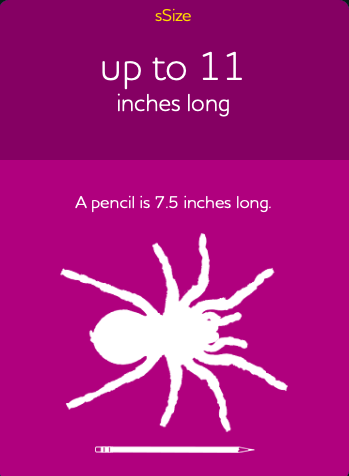 sSize
up to 11
inches long
A pencil is 7.5 inches long.